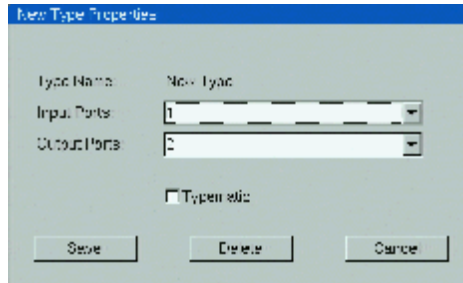 New Type Properties
Type Name: New Type
Input Ports: 1
Output Ports: 2
Typematic
Save Delete Cancel